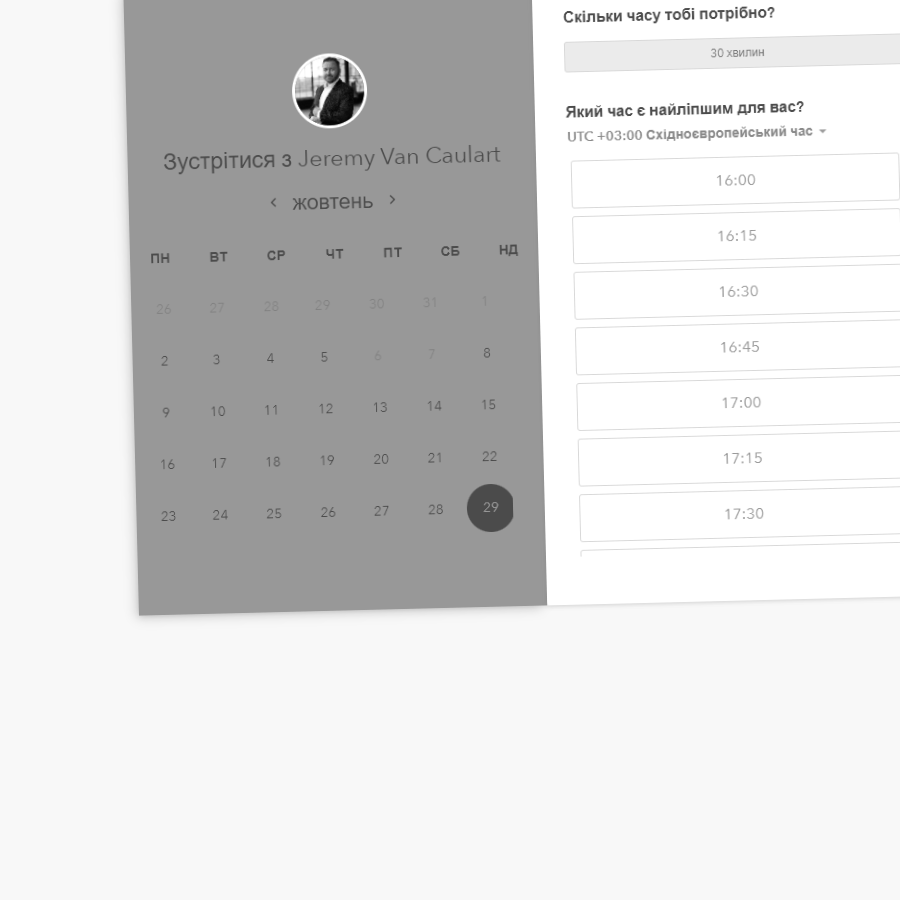 Зустрітися з Jeremy Van Caulart
‹ жовтень ›
ПН ВТ СР ЧТ ПТ СБ НД
26 27 28 29 30 31 1
2 3 4 5 6 7 8
9 10 11 12 13 14 15
16 17 18 19 20 21 22
23 24 25 26 27 28 29
Скільки часу тобі потрібно?
30 хвилин
Який час є найліпшим для вас?
UTC +03:00 Східноєвропейський час
16:00
16:15
16:30
16:45
17:00
17:15
17:30